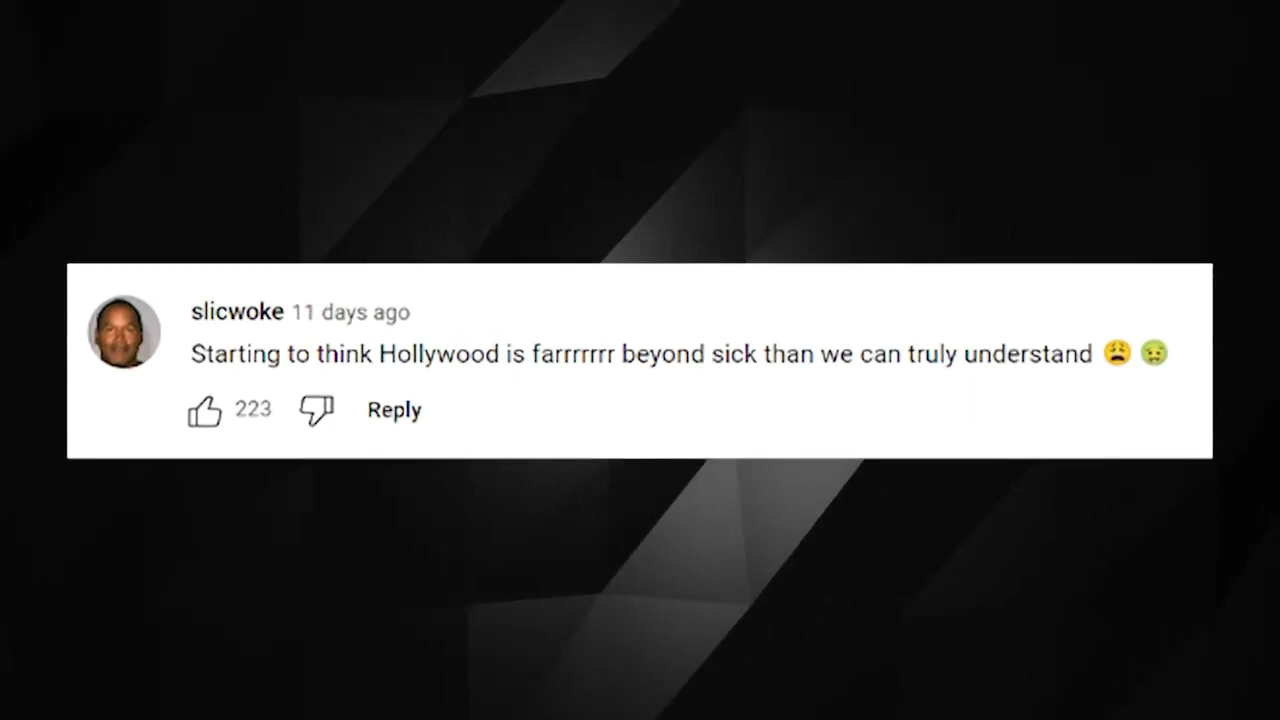 slicwoke 11 days ago
Starting to think Hollywood is farrrrrrr beyond sick than we can truly understand 😩 🤢
223 Reply